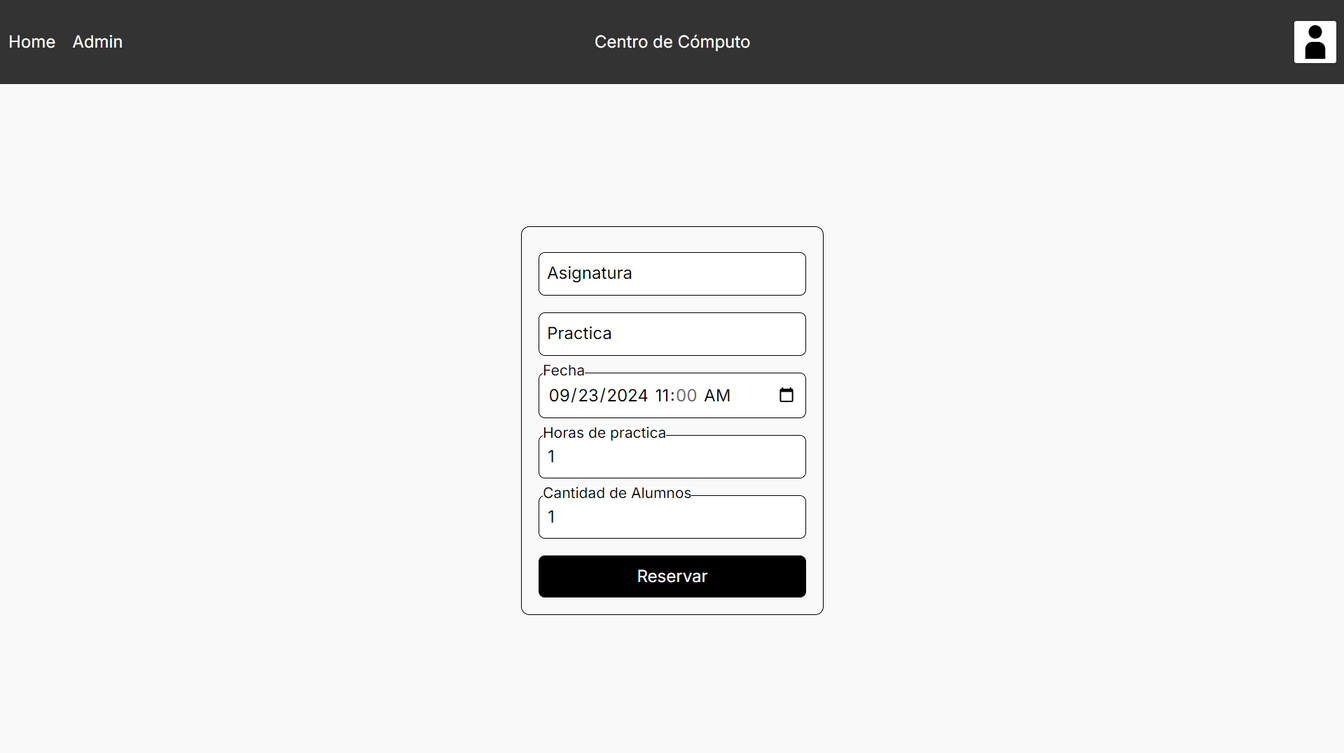 Home Admin Centro de Cómputo
Asignatura
Practica
Fecha
09/23/2024 11:00 AM
Horas de practica
1
Cantidad de Alumnos
1
Reservar